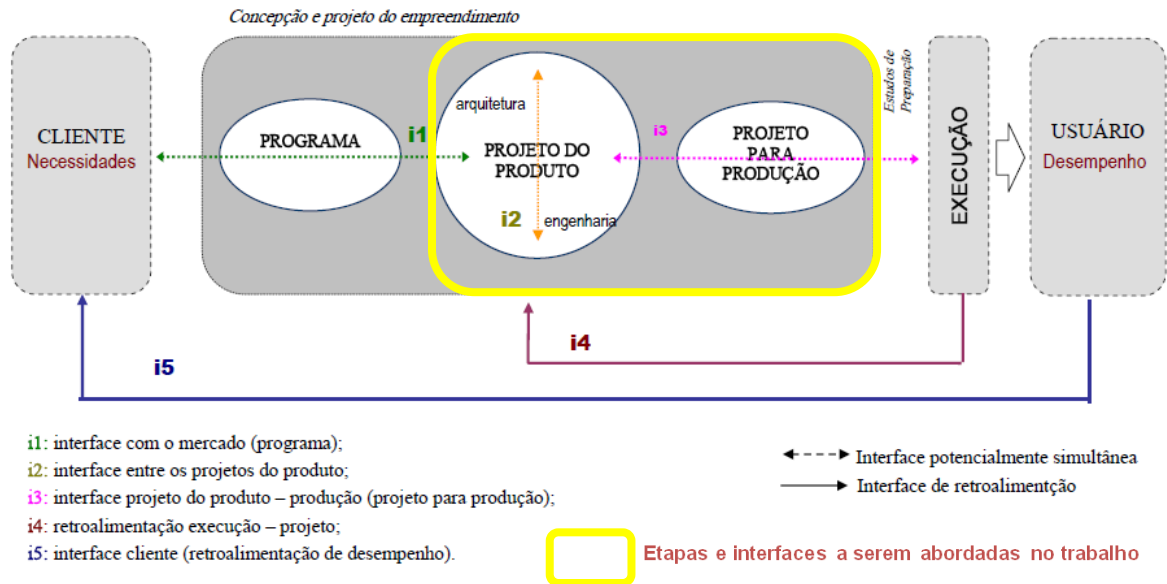 Concepção e projeto do empreendimento
CLIENTE
Necessidades
PROGRAMA
i1
arquitetura
PROJETO DO
PRODUTO
i2
engenharia
i3
PROJETO
PARA
PRODUÇÃO
Estudos de
Preparação
EXECUÇÃO
USUÁRIO
Desempenho
i4
i5
i1: interface com o mercado (programa);
i2: interface entre os projetos do produto;
i3: interface projeto do produto – produção (projeto para produção);
i4: retroalimentação execução – projeto;
i5: interface cliente (retroalimentação de desempenho).
Interface potencialmente simultânea
Interface de retroalimentção
Etapas e interfaces a serem abordadas no trabalho